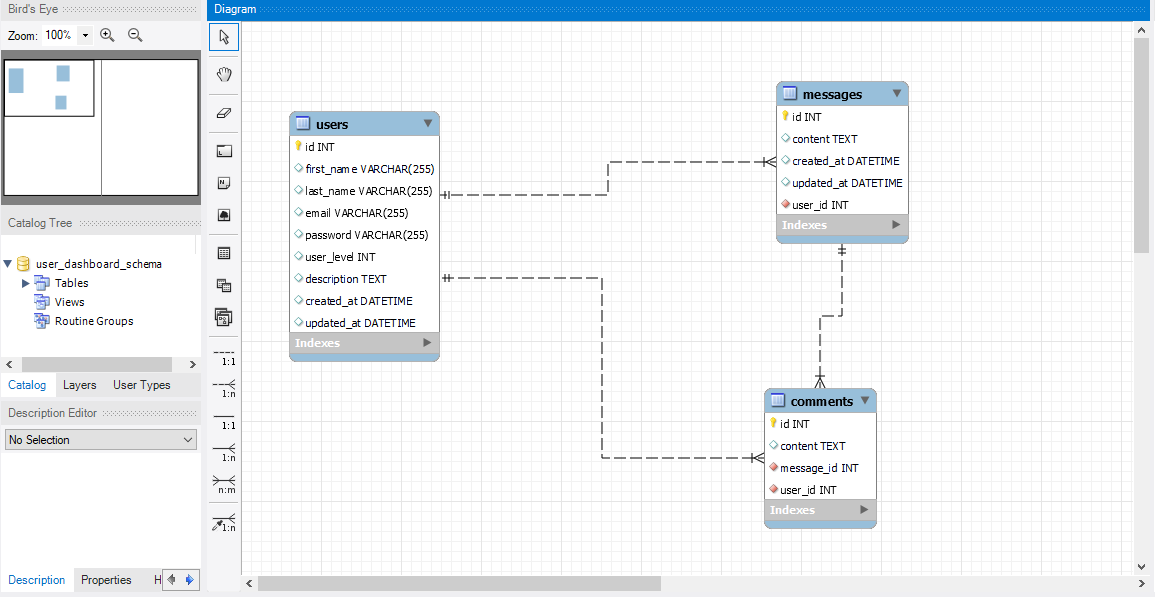 Bird's Eye
Zoom: 100%
Catalog Tree
user_dashboard_schema
Tables
Views
Routine Groups
Catalog Layers User Types
Description Editor
No Selection
Description Properties H
Diagram
1:1
1:n
1:1
1:n
n:m
1:n
users
id INT
first_name VARCHAR(255)
last_name VARCHAR(255)
email VARCHAR(255)
password VARCHAR(255)
user_level INT
description TEXT
created_at DATETIME
updated_at DATETIME
Indexes
messages
id INT
content TEXT
created_at DATETIME
updated_at DATETIME
user_id INT
Indexes
comments
id INT
content TEXT
message_id INT
user_id INT
Indexes